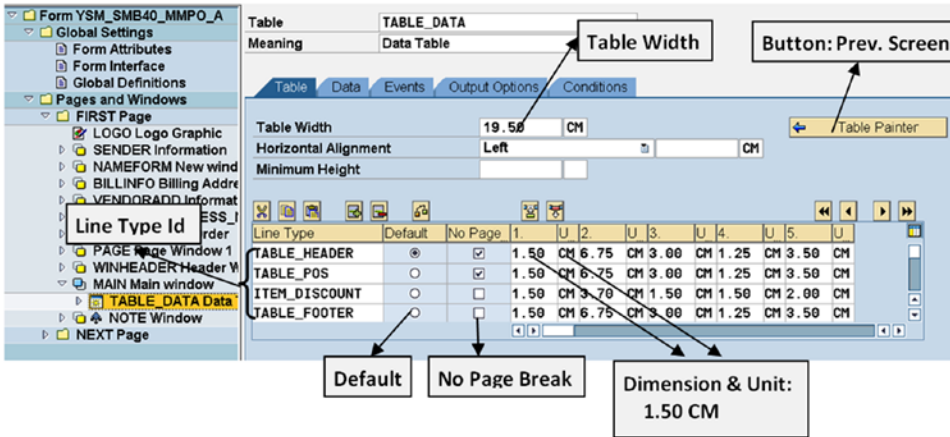 Form YSM_SMB40_MMPO_A
Global Settings
Form Attributes
Form Interface
Global Definitions
Pages and Windows
FIRST Page
LOGO Logo Graphic
SENDER Information
NAMEFORM New wind
BILLINFO Billing Addre
VENDORADD Informat
ESS_
rder
PAGE Page Window 1
WINHEADER Header W
MAIN Main window
TABLE_DATA Data
NOTE Window
NEXT Page
Line Type Id
Table TABLE_DATA
Meaning Data Table
Table Width
Button: Prev. Screen
Table Data Events Output Options Conditions
Table Width 19.50 CM
Table Painter
Horizontal Alignment Left CM
Minimum Height
Line Type Default No Page 1. U 2. U 3. U 4. U 5. U
TABLE_HEADER 1.50 CM 6.75 CM 3.00 CM 1.25 CM 3.50 CM
TABLE_POS 1.50 CM 6.75 CM 3.00 CM 1.25 CM 3.50 CM
ITEM_DISCOUNT 1.50 CM 3.70 CM 1.50 CM 1.50 CM 2.00 CM
TABLE_FOOTER 1.50 CM 6.75 CM 3.00 CM 1.25 CM 3.50 CM
Default
No Page Break
Dimension & Unit:
1.50 CM